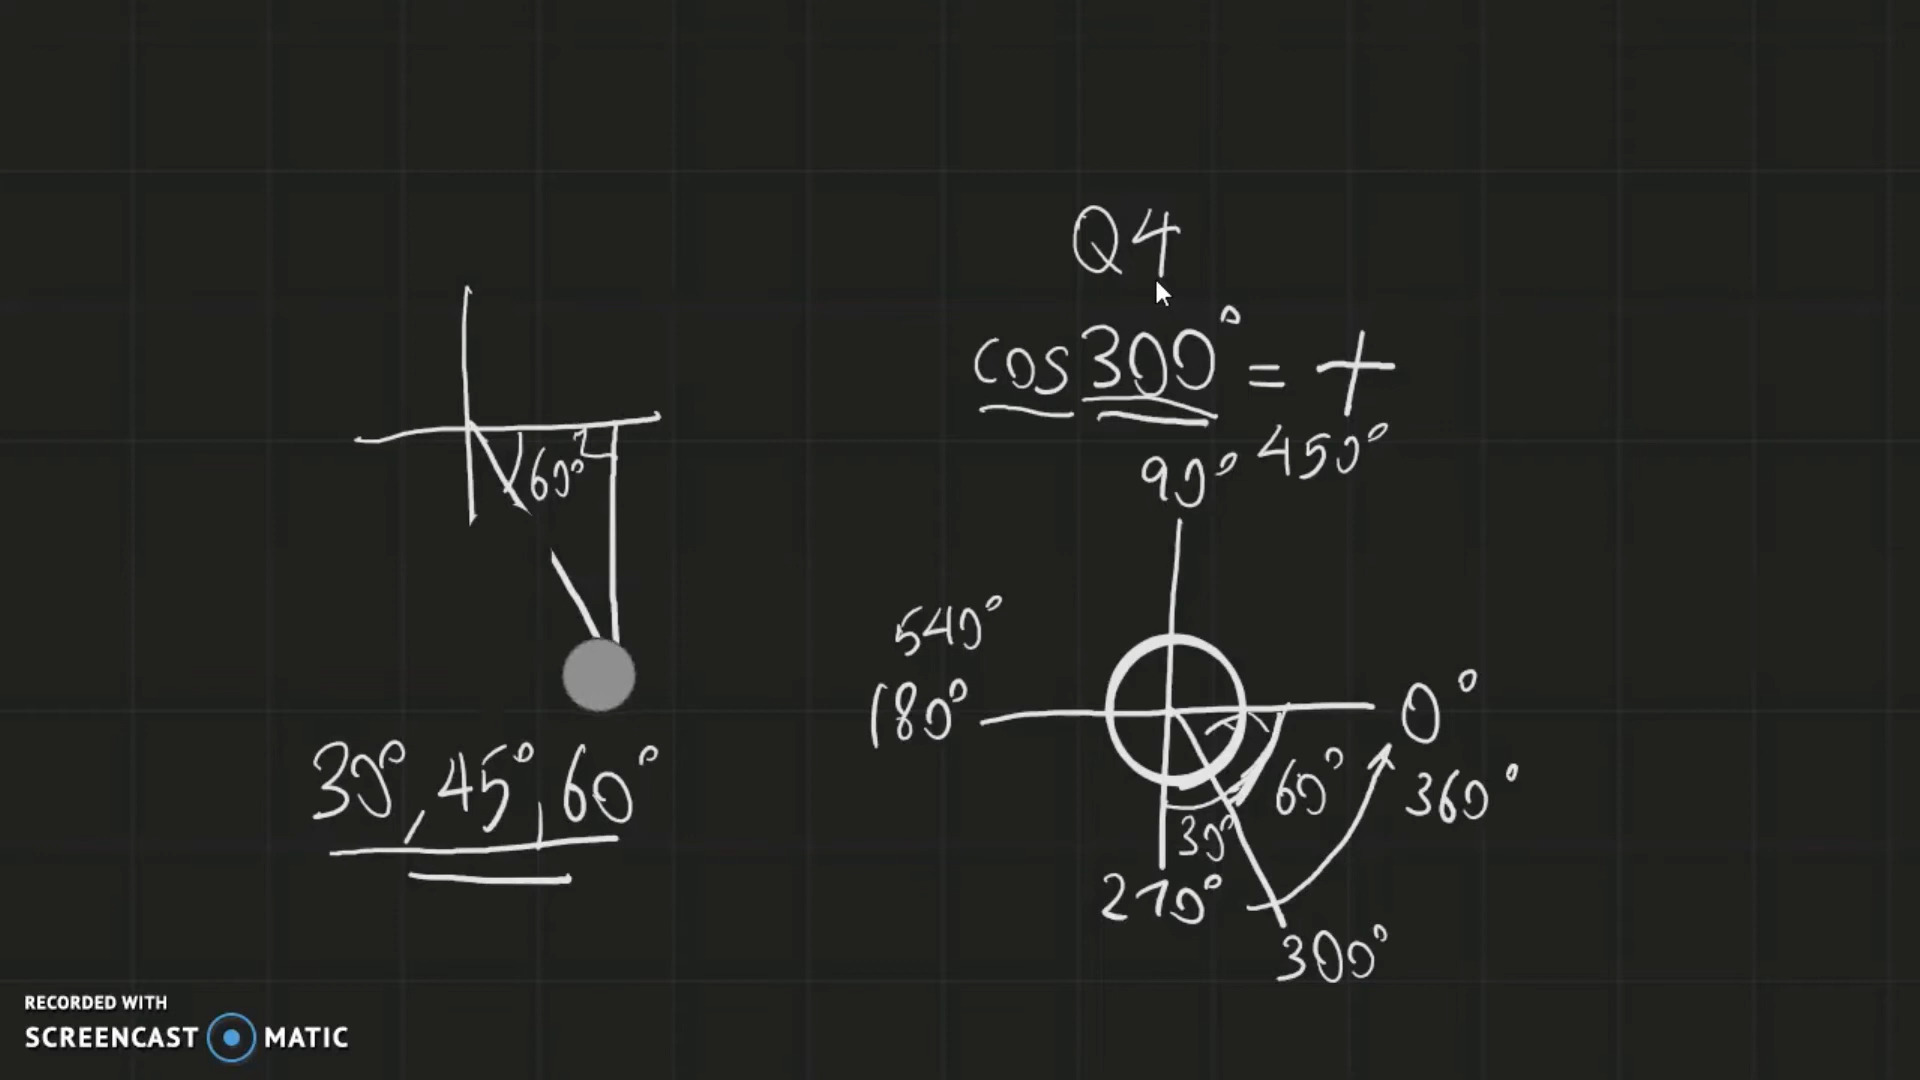 Q4
cos 300° = +
90° 450°
60°
540°
180°
0°
60°
360°
30°
270°
300°
30°, 45°, 60°
RECORDED WITH
SCREENCAST MATIC